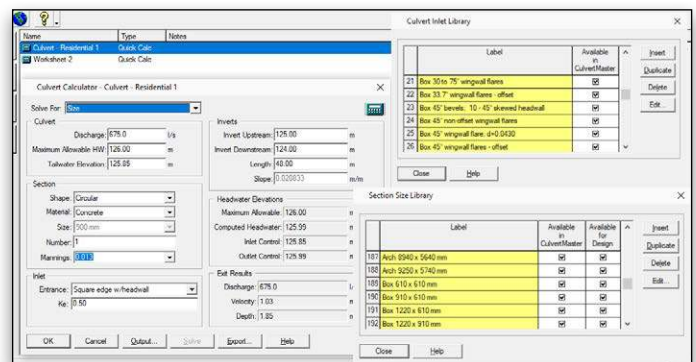 Name Type Notes
Culvert - Residential 1 Quick Calc
Worksheet-2 Quick Calc
Culvert Calculator - Culvert - Residential 1
Solve For: Size
Culvert
Discharge: 675.0 l/s
Maximum Allowable HW: 126.00 m
Tailwater Elevation: 125.85 m
Section
Shape: Circular
Material: Concrete
Size: 900 mm
Number: 1
Mannings: 0.013
Inlet
Entrance: Square edge w/headwall
Ke: 0.50
Inverts
Invert Upstream: 125.00 m
Invert Downstream: 124.00 m
Length: 48.00 m
Slope: 0.020833 m/m
Headwater Elevations
Maximum Allowable: 126.00
Computed Headwater: 125.99
Inlet Control: 125.85
Outlet Control: 125.99
Exit Results
Discharge: 675.0
Velocity: 1.03
Depth: 1.85
OK Cancel Output... Solve Export... Help
Culvert Inlet Library
Label Available in CulvertMaster
21 Box 30 to 75° wingwall flares
22 Box 33.7° wingwall flares - offset
23 Box 45° bevels; 10 - 45° skewed headwall
24 Box 45° non-offset wingwall flares
25 Box 45° wingwall flare; d=0.0430
26 Box 45° wingwall flares - offset
Insert
Duplicate
Delete
Edit...
Close Help
Section Size Library
Label Available in CulvertMaster Available for Design
187 Arch 8940 x 5640 mm
188 Arch 9250 x 5740 mm
189 Box 610 x 610 mm
190 Box 910 x 610 mm
191 Box 1220 x 610 mm
192 Box 1220 x 910 mm
Insert
Duplicate
Delete
Edit...
Close Help